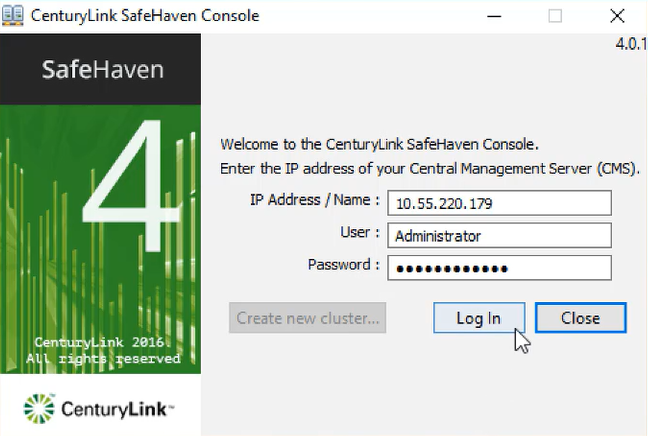 CenturyLink SafeHaven Console
4.0.1
SafeHaven
4
Welcome to the CenturyLink SafeHaven Console.
Enter the IP address of your Central Management Server (CMS).
IP Address / Name : 10.55.220.179
User : Administrator
Password : ●●●●●●●●●●●●
Create new cluster... Log In Close
CenturyLink 2016.
All rights reserved
CenturyLink™